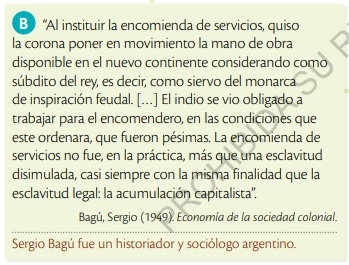 B "Al instituir la encomienda de servicios, quiso
la corona poner en movimiento la mano de obra
disponible en el nuevo continente considerando como
súbdito del rey, es decir, como siervo del monarca
de inspiración feudal. […] El indio se vio obligado a
trabajar para el encomendero, en las condiciones que
este ordenara, que fueron pésimas. La encomienda de
servicios no fue, en la práctica, más que una esclavitud
disimulada, casi siempre con la misma finalidad que la
esclavitud legal: la acumulación capitalista".
Bagú, Sergio (1949). Economía de la sociedad colonial.
Sergio Bagú fue un historiador y sociólogo argentino.
PROHIBIDA SU R